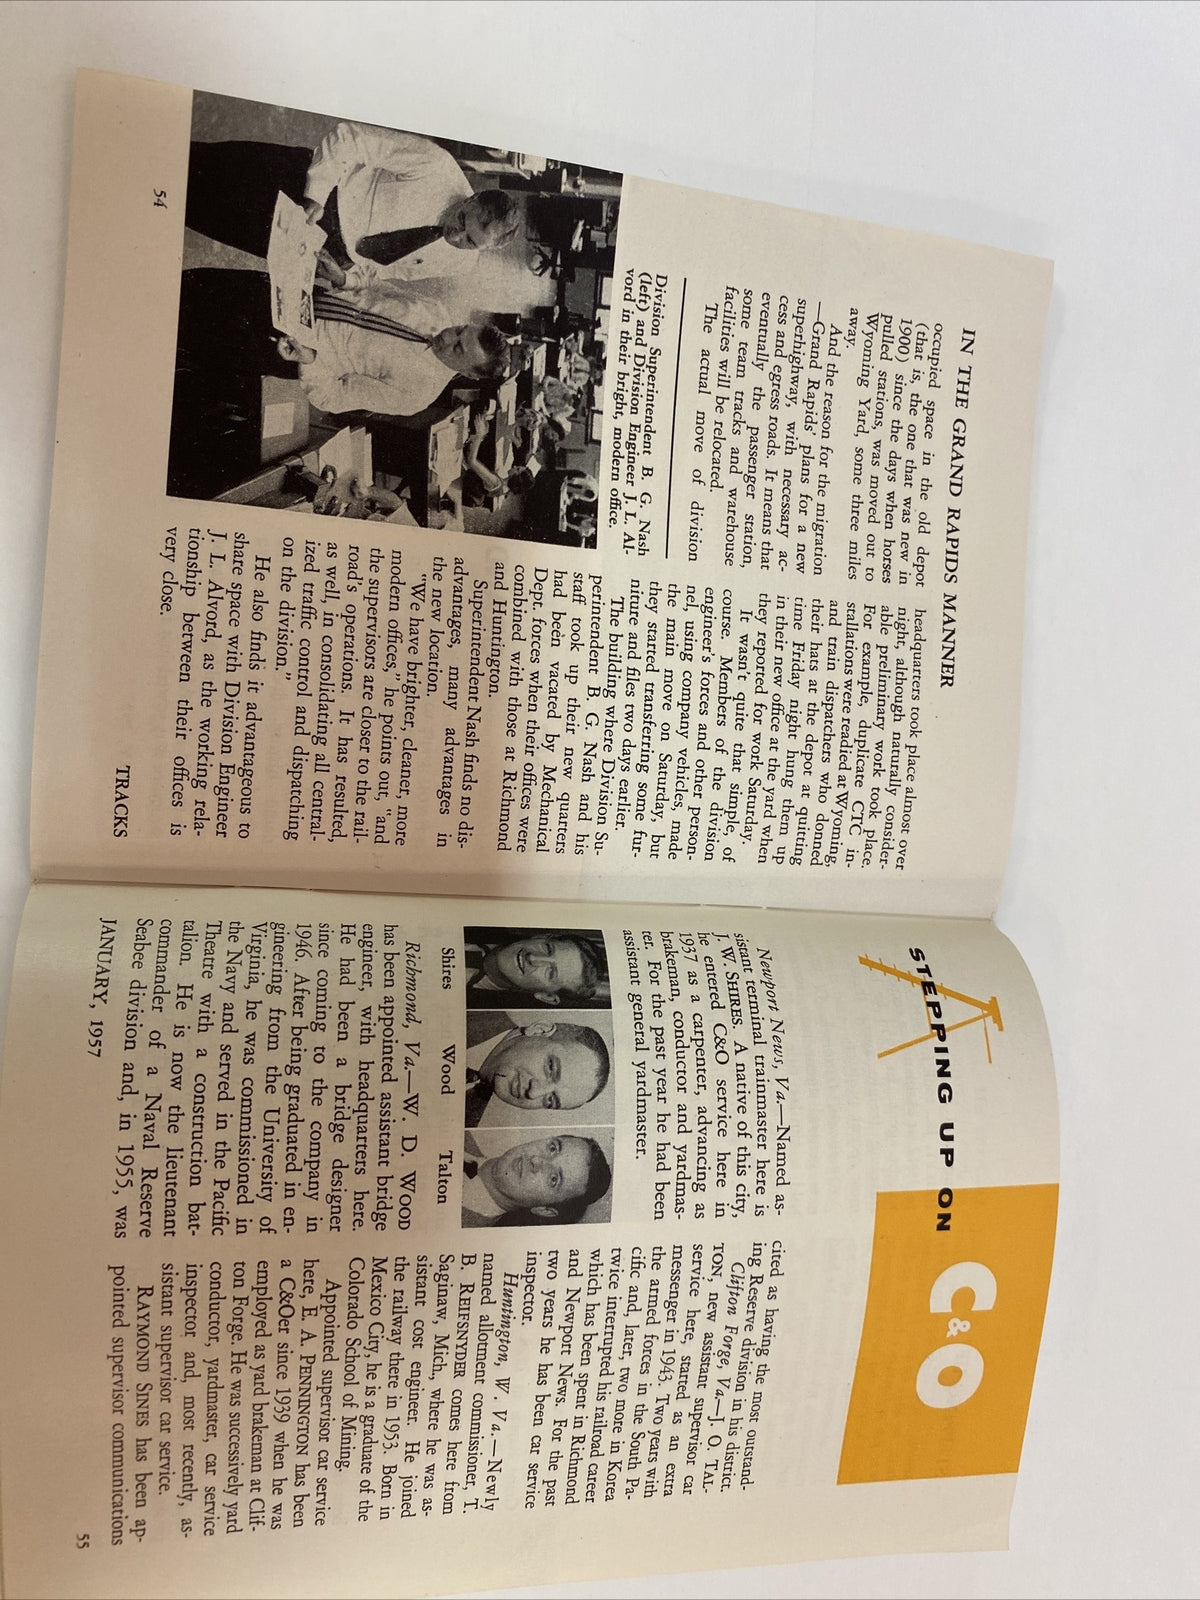 IN THE GRAND RAPIDS MANNER
occupied space in the old depot
(that is, the one that was new in
1900) since the days when horses
pulled stations, was moved out to
Wyoming Yard, some three miles
away.
And the reason for the migration
—Grand Rapids' plans for a new
superhighway, with necessary ac-
cess and egress roads. It means that
eventually the passenger station,
some team tracks and warehouse
facilities will be relocated.
The actual move of division
Division Superintendent B. G. Nash
(left) and Division Engineer J. L. Al-
vord in their bright, modern office.
headquarters took place almost over
night, although naturally consider-
able preliminary work took place.
For example, duplicate CTC in-
stallations were readied at Wyoming,
and train dispatchers who donned
their hats at the depot at quitting
time Friday night hung them up
in their new office at the yard when
they reported for work Saturday.
It wasn't quite that simple, of
course. Members of the division
engineer's forces and other person-
nel, using company vehicles, made
the main move on Saturday, but
they started transferring some fur-
niture and files two days earlier.
The building where Division Su-
perintendent B. G. Nash and his
staff took up their new quarters
had been vacated by Mechanical
Dept. forces when their offices were
combined with those at Richmond
and Huntington.
Superintendent Nash finds no dis-
advantages, many advantages in
the new location.
"We have brighter, cleaner, more
modern offices," he points out, "and
the supervisors are closer to the rail-
road's operations. It has resulted,
as well, in consolidating all central-
ized traffic control and dispatching
on the division."
He also finds it advantageous to
share space with Division Engineer
J. L. Alvord, as the working rela-
tionship between their offices is
very close.
54
TRACKS
STEPPING UP ON
C&O
Newport News, Va.—Named as-
sistant terminal trainmaster here is
J. W. SHIRES. A native of this city,
he entered C&O service here in
1937 as a carpenter, advancing as
brakeman, conductor and yardmas-
ter. For the past year he had been
assistant general yardmaster.
Shires Wood Talton
Richmond, Va.—W. D. WOOD
has been appointed assistant bridge
engineer, with headquarters here.
He had been a bridge designer
since coming to the company in
1946. After being graduated in en-
gineering from the University of
Virginia, he was commissioned in
the Navy and served in the Pacific
Theatre with a construction bat-
talion. He is now the lieutenant
commander of a Naval Reserve
Seabee division and, in 1955, was
cited as having the most outstand-
ing Reserve division in his district.
Clifton Forge, Va.—J. O. TAL-
TON, new assistant supervisor car
service here, started as an extra
messenger in 1943. Two years with
the armed forces in the South Pa-
cific and, later, two more in Korea
twice interrupted his railroad career
which has been spent in Richmond
and Newport News. For the past
two years he has been car service
inspector.
Huntington, W. Va.—Newly
named allotment commissioner, T.
B. REIFSNYDER comes here from
Saginaw, Mich., where he was as-
sistant cost engineer. He joined
the railway there in 1953. Born in
Mexico City, he is a graduate of the
Colorado School of Mining.
Appointed supervisor car service
here, E. A. PENNINGTON has been
a C&Oer since 1939 when he was
employed as yard brakeman at Clif-
ton Forge. He was successively yard
conductor, yardmaster, car service
inspector and, most recently, as-
sistant supervisor car service.
RAYMOND SINES has been ap-
pointed supervisor communications
JANUARY, 1957
55